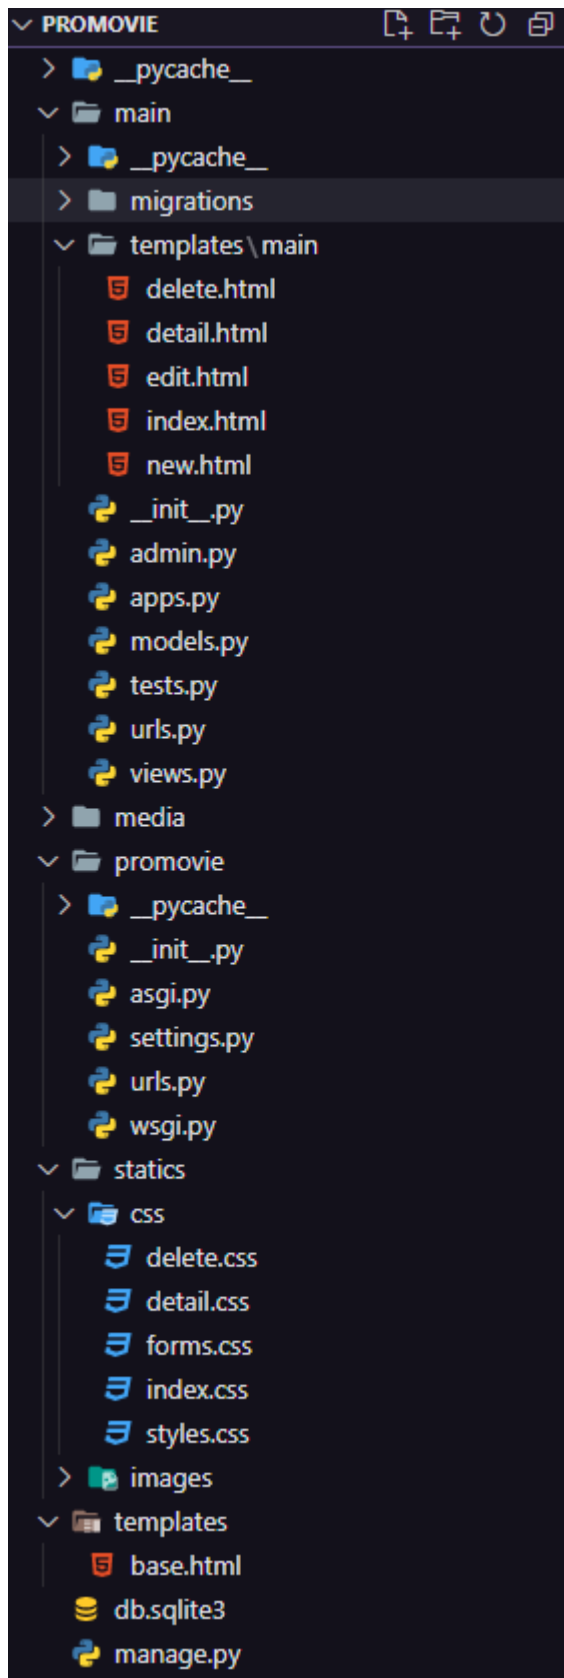 PROMOVIE
__pycache__
main
__pycache__
migrations
templates\main
delete.html
detail.html
edit.html
index.html
new.html
__init__.py
admin.py
apps.py
models.py
tests.py
urls.py
views.py
media
promovie
__pycache__
__init__.py
asgi.py
settings.py
urls.py
wsgi.py
statics
css
delete.css
detail.css
forms.css
index.css
styles.css
images
templates
base.html
db.sqlite3
manage.py